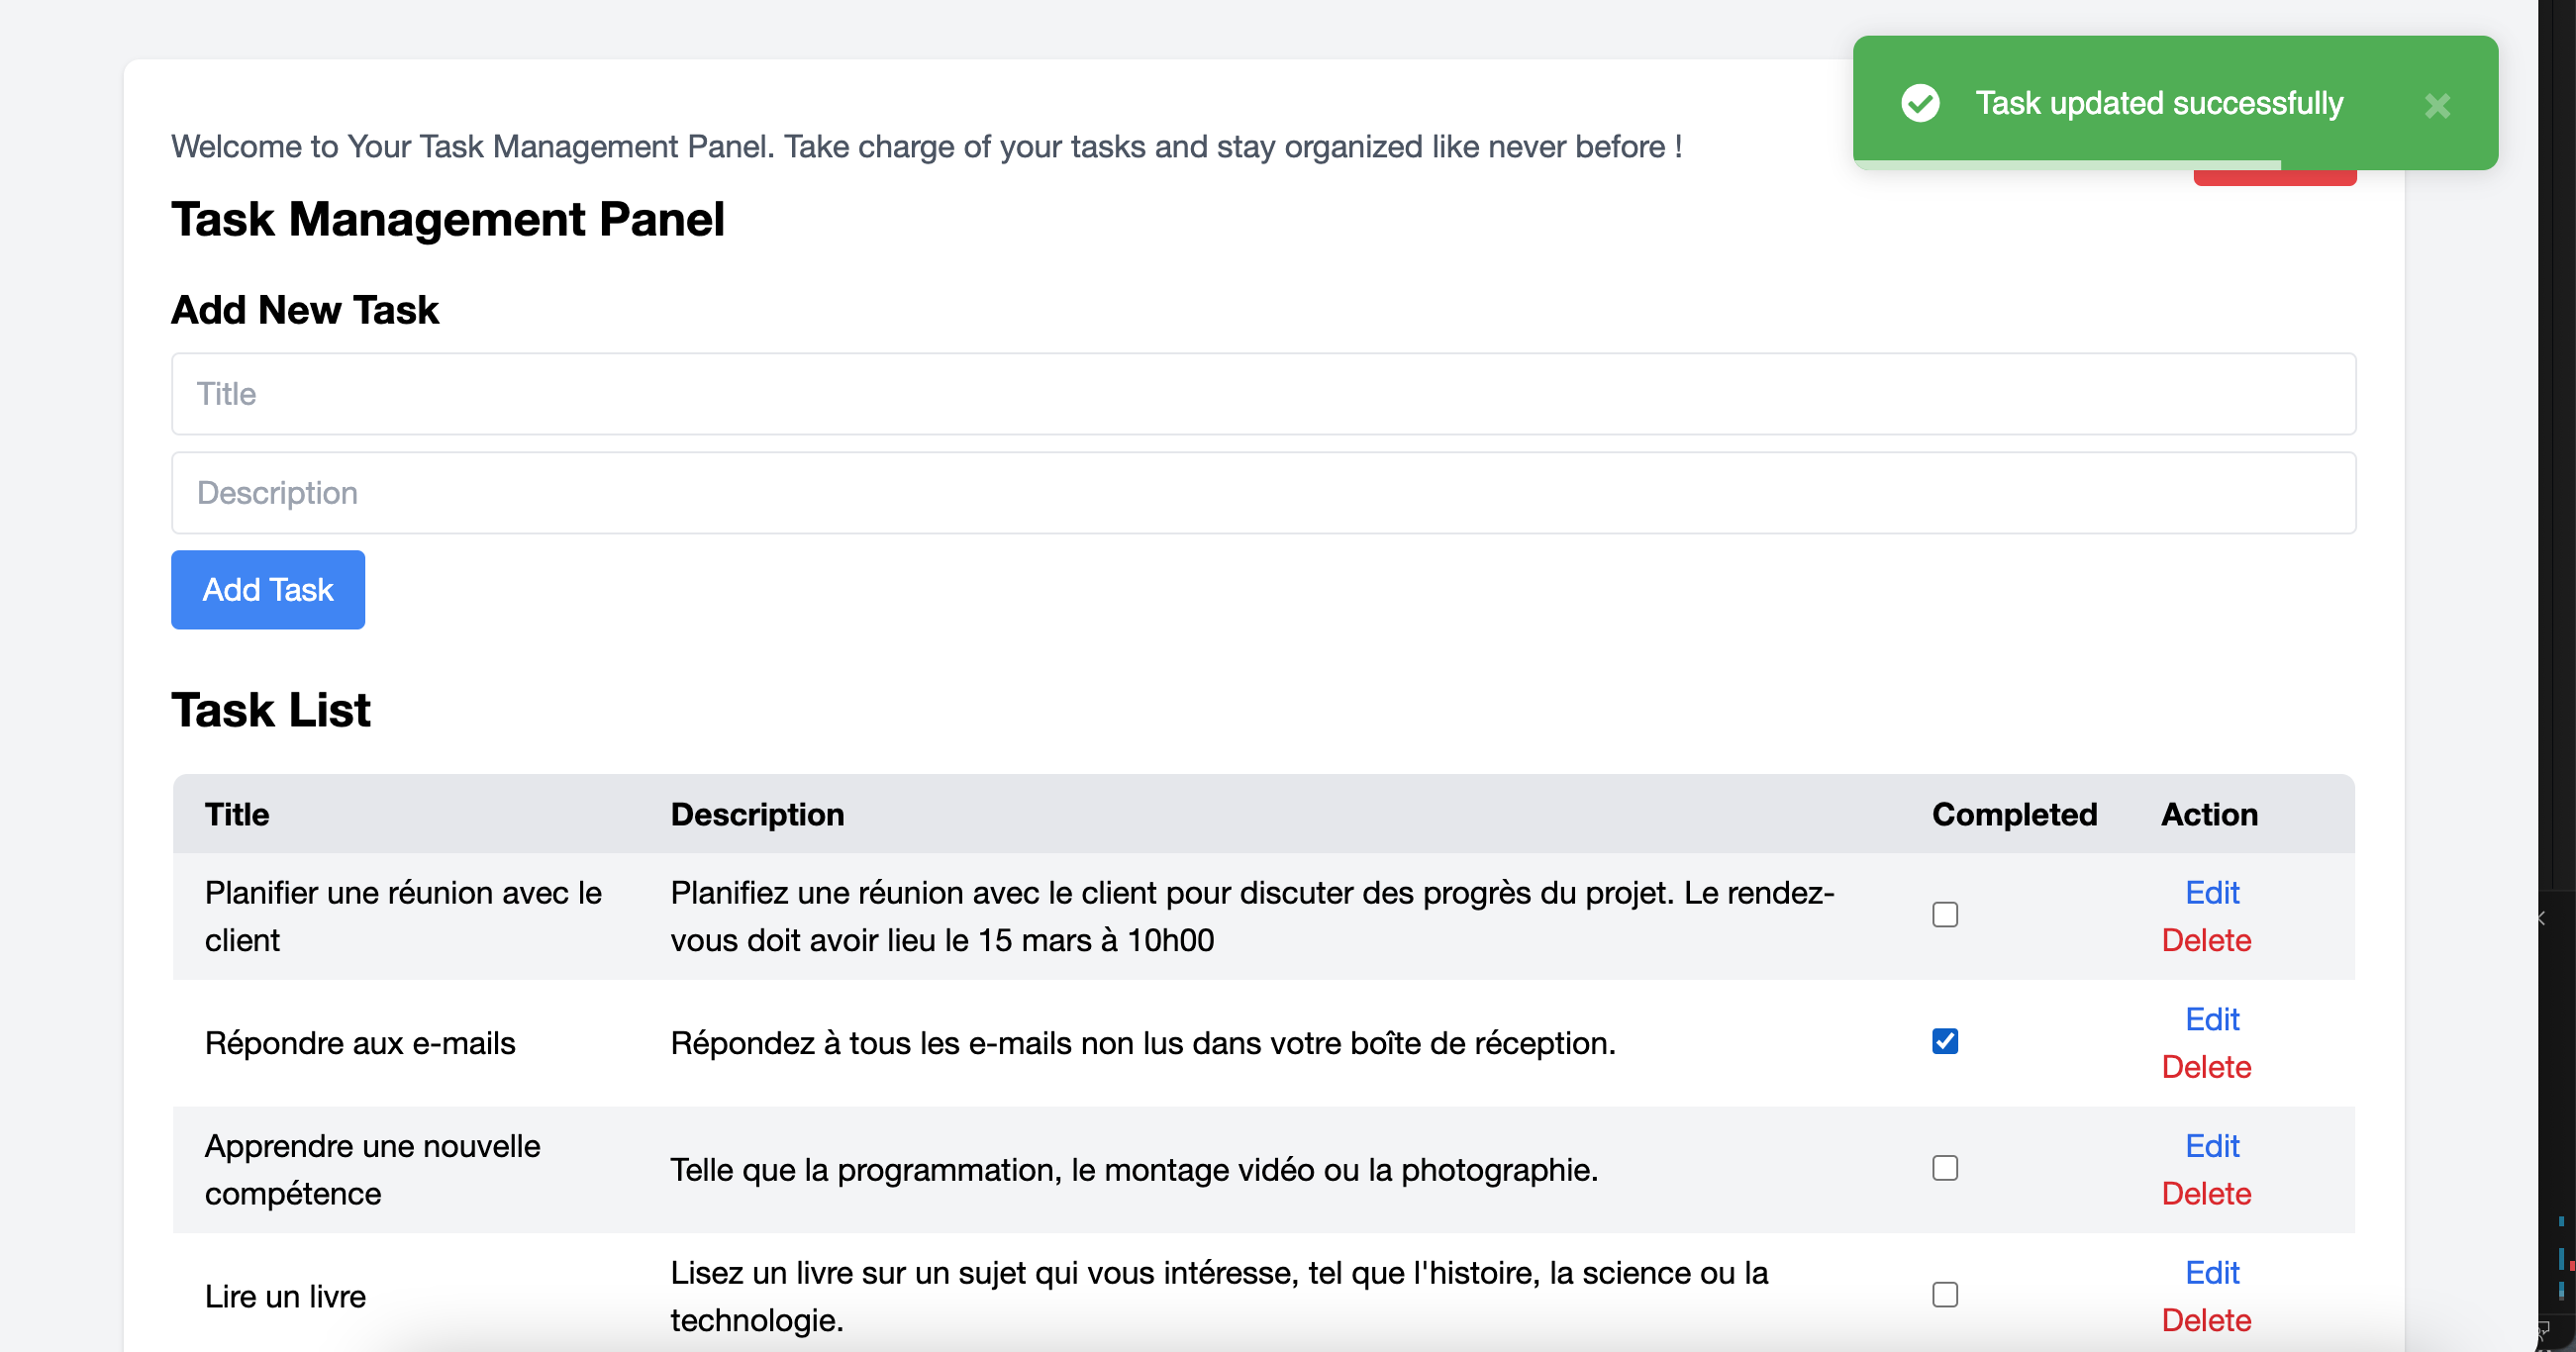 Task updated successfully
Welcome to Your Task Management Panel. Take charge of your tasks and stay organized like never before !
Task Management Panel
Add New Task
Title
Description
Add Task
Task List
Title Description Completed Action
Planifier une réunion avec le
client
Planifiez une réunion avec le client pour discuter des progrès du projet. Le rendez-
vous doit avoir lieu le 15 mars à 10h00
Edit
Delete
Répondre aux e-mails
Répondez à tous les e-mails non lus dans votre boîte de réception.
Edit
Delete
Apprendre une nouvelle
compétence
Telle que la programmation, le montage vidéo ou la photographie.
Edit
Delete
Lire un livre
Lisez un livre sur un sujet qui vous intéresse, tel que l'histoire, la science ou la
technologie.
Edit
Delete